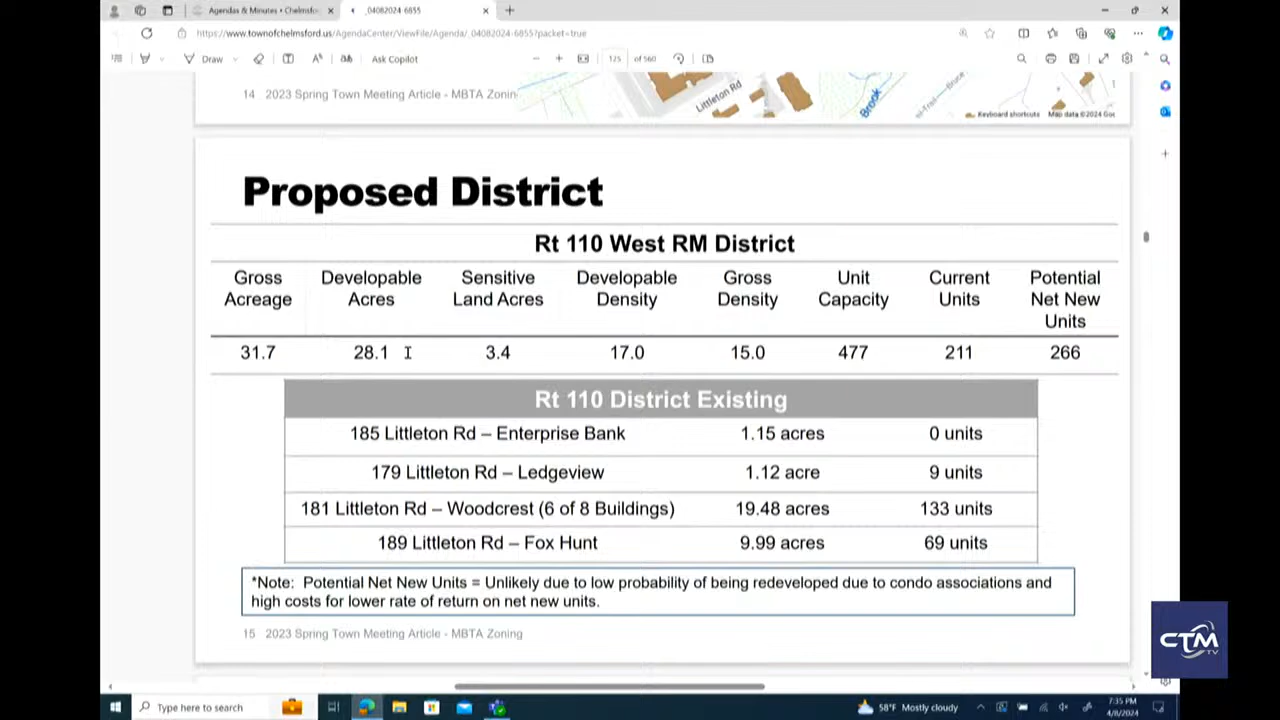 Agendas & Minutes • Chelmsfo
_04082024-6855
https://www.townofchelmsford.us/AgendaCenter/ViewFile/Agenda/_04082024-6855?packet=true
Draw
Ask Copilot
175 of 560
14 2023 Spring Town Meeting Article - MBTA Zonin
Littleton Rd
Brook
Keyboard shortcuts Map data ©2024 Goo
Proposed District
Rt 110 West RM District
Gross Acreage
Developable Acres
Sensitive Land Acres
Developable Density
Gross Density
Unit Capacity
Current Units
Potential Net New Units
31.7 28.1 3.4 17.0 15.0 477 211 266
Rt 110 District Existing
185 Littleton Rd – Enterprise Bank 1.15 acres 0 units
179 Littleton Rd – Ledgeview 1.12 acre 9 units
181 Littleton Rd – Woodcrest (6 of 8 Buildings) 19.48 acres 133 units
189 Littleton Rd – Fox Hunt 9.99 acres 69 units
*Note: Potential Net New Units = Unlikely due to low probability of being redeveloped due to condo associations and
high costs for lower rate of return on net new units.
15 2023 Spring Town Meeting Article - MBTA Zoning
CTM
TV
Type here to search
58°F Mostly cloudy
7:35 PM
4/8/2024